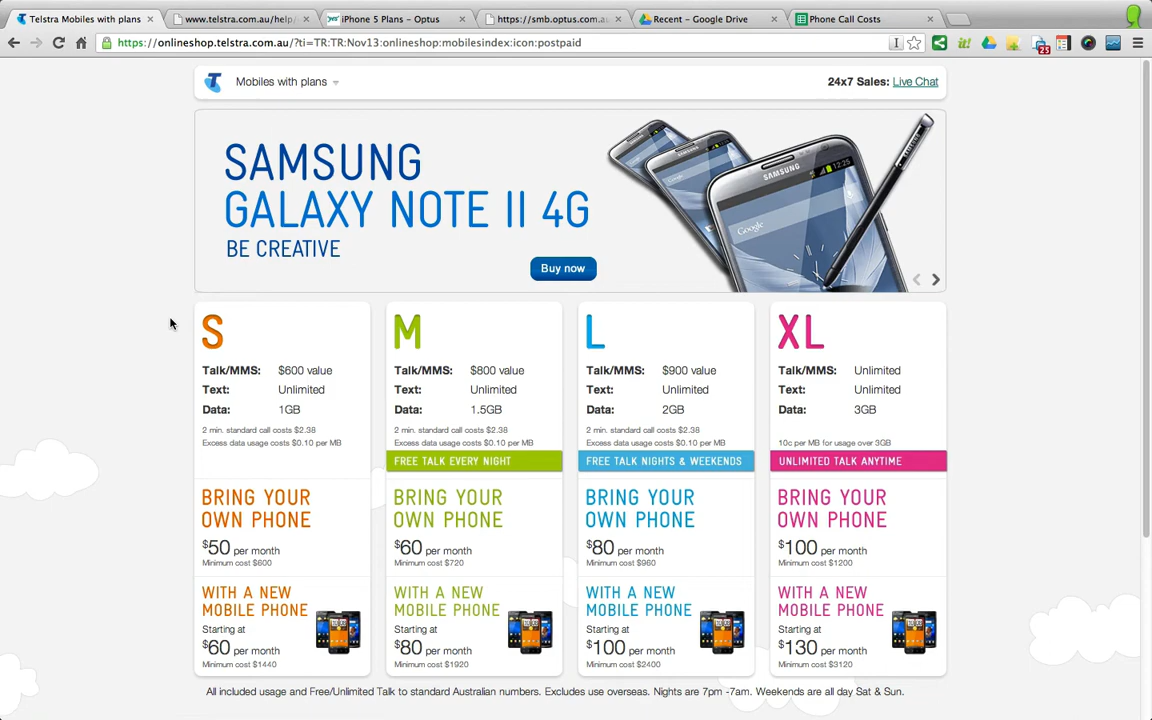 Telstra Mobiles with plans
www.telstra.com.au/help/
iPhone 5 Plans - Optus
https://smb.optus.com.au
Recent – Google Drive
Phone Call Costs
https://onlineshop.telstra.com.au/?ti=TR:TR:Nov13:onlineshop:mobilesindex:icon:postpaid
it!
25
Mobiles with plans
24x7 Sales: Live Chat
SAMSUNG
GALAXY NOTE II 4G
BE CREATIVE
Buy now
SAMSUNG
12:25
Google
SAMSUNG
S
Talk/MMS: $600 value
Text: Unlimited
Data: 1GB
2 min. standard call costs $2.38
Excess data usage costs $0.10 per MB
BRING YOUR
OWN PHONE
$50 per month
Minimum cost $600
WITH A NEW
MOBILE PHONE
Starting at
$60 per month
Minimum cost $1440
M
Talk/MMS: $800 value
Text: Unlimited
Data: 1.5GB
2 min. standard call costs $2.38
Excess data usage costs $0.10 per MB
FREE TALK EVERY NIGHT
BRING YOUR
OWN PHONE
$60 per month
Minimum cost $720
WITH A NEW
MOBILE PHONE
Starting at
$80 per month
Minimum cost $1920
L
Talk/MMS: $900 value
Text: Unlimited
Data: 2GB
2 min. standard call costs $2.38
Excess data usage costs $0.10 per MB
FREE TALK NIGHTS & WEEKENDS
BRING YOUR
OWN PHONE
$80 per month
Minimum cost $960
WITH A NEW
MOBILE PHONE
Starting at
$100 per month
Minimum cost $2400
XL
Talk/MMS: Unlimited
Text: Unlimited
Data: 3GB
10c per MB for usage over 3GB
UNLIMITED TALK ANYTIME
BRING YOUR
OWN PHONE
$100 per month
Minimum cost $1200
WITH A NEW
MOBILE PHONE
Starting at
$130 per month
Minimum cost $3120
All included usage and Free/Unlimited Talk to standard Australian numbers. Excludes use overseas. Nights are 7pm -7am. Weekends are all day Sat & Sun.